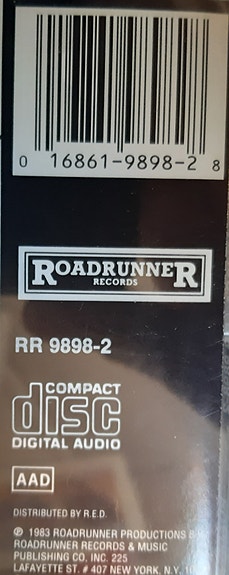 0 16861-9898-2 8
ROADRUNNER
RECORDS
RR 9898-2
COMPACT
disc
DIGITAL AUDIO
AAD
DISTRIBUTED BY R.E.D.
℗ 1983 ROADRUNNER PRODUCTIONS
ROADRUNNER RECORDS & MUSIC
PUBLISHING CO, INC. 225
LAFAYETTE ST. # 407 NEW YORK, N.Y.